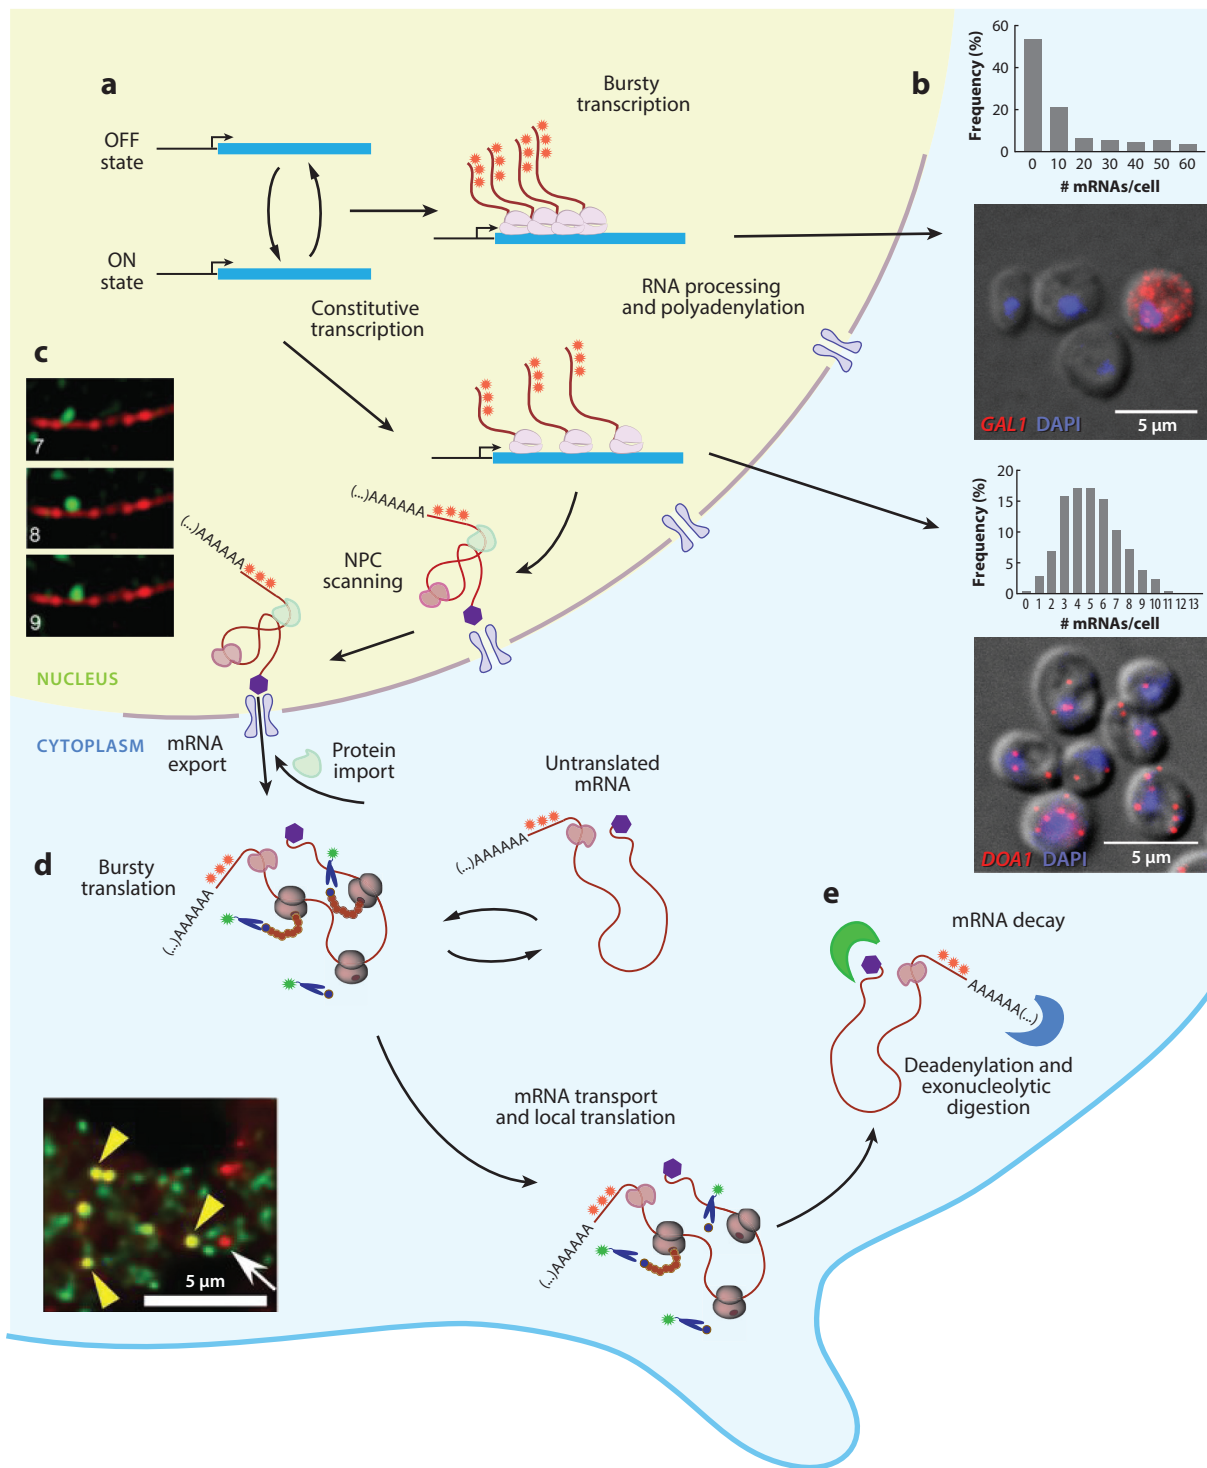 a
OFF
state
ON
state
Bursty
transcription
Constitutive
transcription
RNA processing
and polyadenylation
b
Frequency (%)
60
40
20
0
0 10 20 30 40 50 60
# mRNAs/cell
GAL1 DAPI
5 µm
Frequency (%)
20
15
10
5
0
0 1 2 3 4 5 6 7 8 9 10 11 12 13
# mRNAs/cell
DOA1 DAPI
5 µm
c
7
8
9
(...)AAAAAA
(...)AAAAAA
NPC
scanning
NUCLEUS
CYTOPLASM
mRNA
export
Protein
import
d
Bursty
translation
(...)AAAAAA
Untranslated
mRNA
(...)AAAAAA
5 µm
mRNA transport
and local translation
(...)AAAAAA
e
mRNA decay
AAAAAA(...)
Deadenylation and
exonucleolytic
digestion